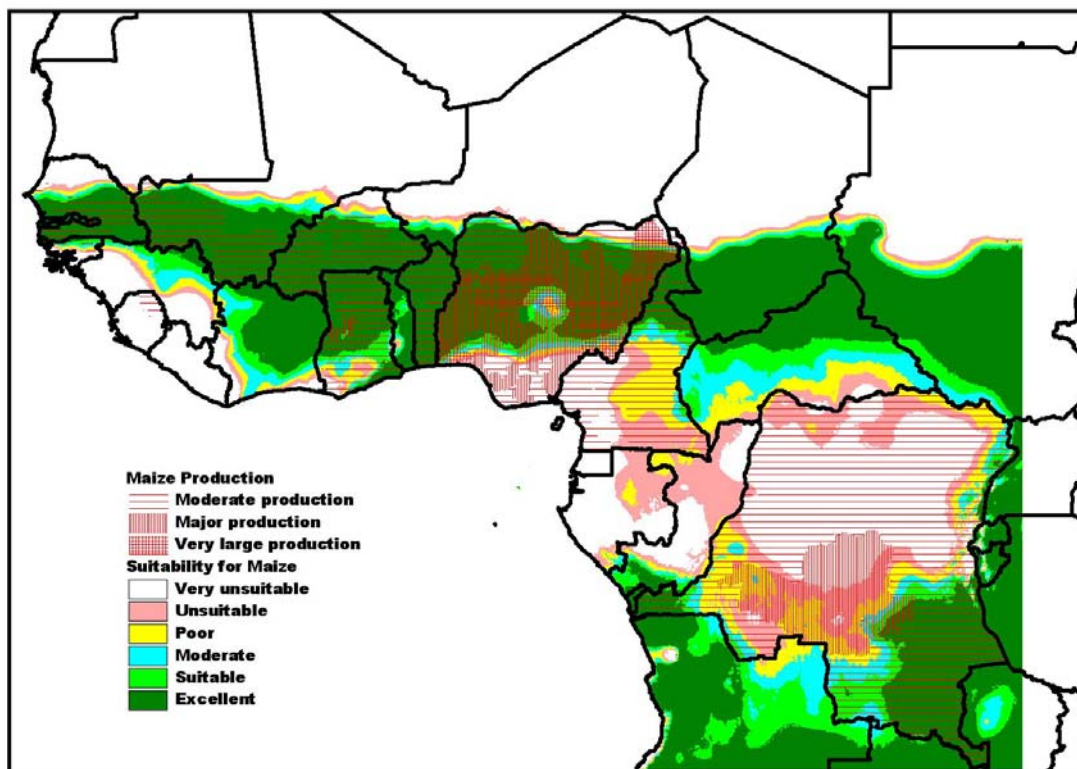 Maize Production
Moderate production
Major production
Very large production
Suitability for Maize
Very unsuitable
Unsuitable
Poor
Moderate
Suitable
Excellent